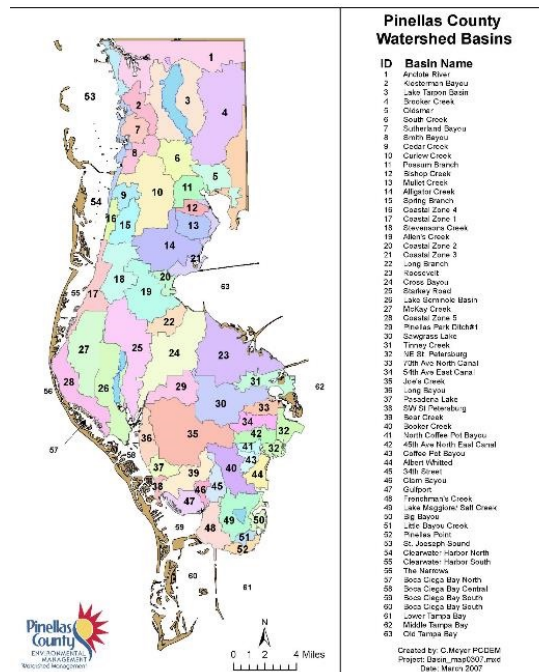 Pinellas County
Watershed Basins
ID Basin Name
1 Anclote River
2 Klosterman Bayou
3 Lake Tarpon Basin
4 Brooker Creek
5 Oldsmar
6 South Creek
7 Sutherland Bayou
8 Smith Bayou
9 Cedar Creek
10 Curlew Creek
11 Possum Branch
12 Bishop Creek
13 Mullet Creek
14 Alligator Creek
15 Spring Branch
16 Coastal Zone 4
17 Coastal Zone 1
18 Stevensons Creek
19 Allen's Creek
20 Coastal Zone 2
21 Coastal Zone 3
22 Long Branch
23 Roosevelt
24 Cross Bayou
25 Starkey Road
26 Lake Seminole Basin
27 McKay Creek
28 Coastal Zone 5
29 Pinellas Park Ditch#1
30 Sawgrass Lake
31 Tinney Creek
32 NE St. Petersburg
33 70th Ave North Canal
34 54th Ave East Canal
35 Joe's Creek
36 Long Bayou
37 Pasadena Lake
38 SW St Petersburg
39 Bear Creek
40 Booker Creek
41 North Coffee Pot Bayou
42 45th Ave North East Canal
43 Coffee Pot Bayou
44 Albert Whitted
45 34th Street
46 Clam Bayou
47 Gulfport
48 Frenchman's Creek
49 Lake Maggiore/ Salt Creek
50 Big Bayou
51 Little Bayou Creek
52 Pinellas Point
53 St. Joeseph Sound
54 Clearwater Harbor North
55 Clearwater Harbor South
56 The Narrows
57 Boca Ciega Bay North
58 Boca Ciega Bay Central
59 Boca Ciega Bay South
60 Boca Ciega Bay South
61 Lower Tampa Bay
62 Middle Tampa Bay
63 Old Tampa Bay
Created by: C.Meyer PCDEM
Project: Basin_map0307.mxd
Date: March 2007
1
53
2
3
4
7
8
6
5
54
9
10
11
16
15
12
13
14
21
18
20
55
17
19
63
22
27
25
24
23
28
26
29
31
62
56
30
33
34
32
57
36
35
42
32
58
41
43
37
39
40
44
38
46
45
47
59
48
49
50
51
52
60
61
Pinellas
County
ENVIRONMENTAL
MANAGEMENT
Watershed Management
N
0 1 2 4 Miles